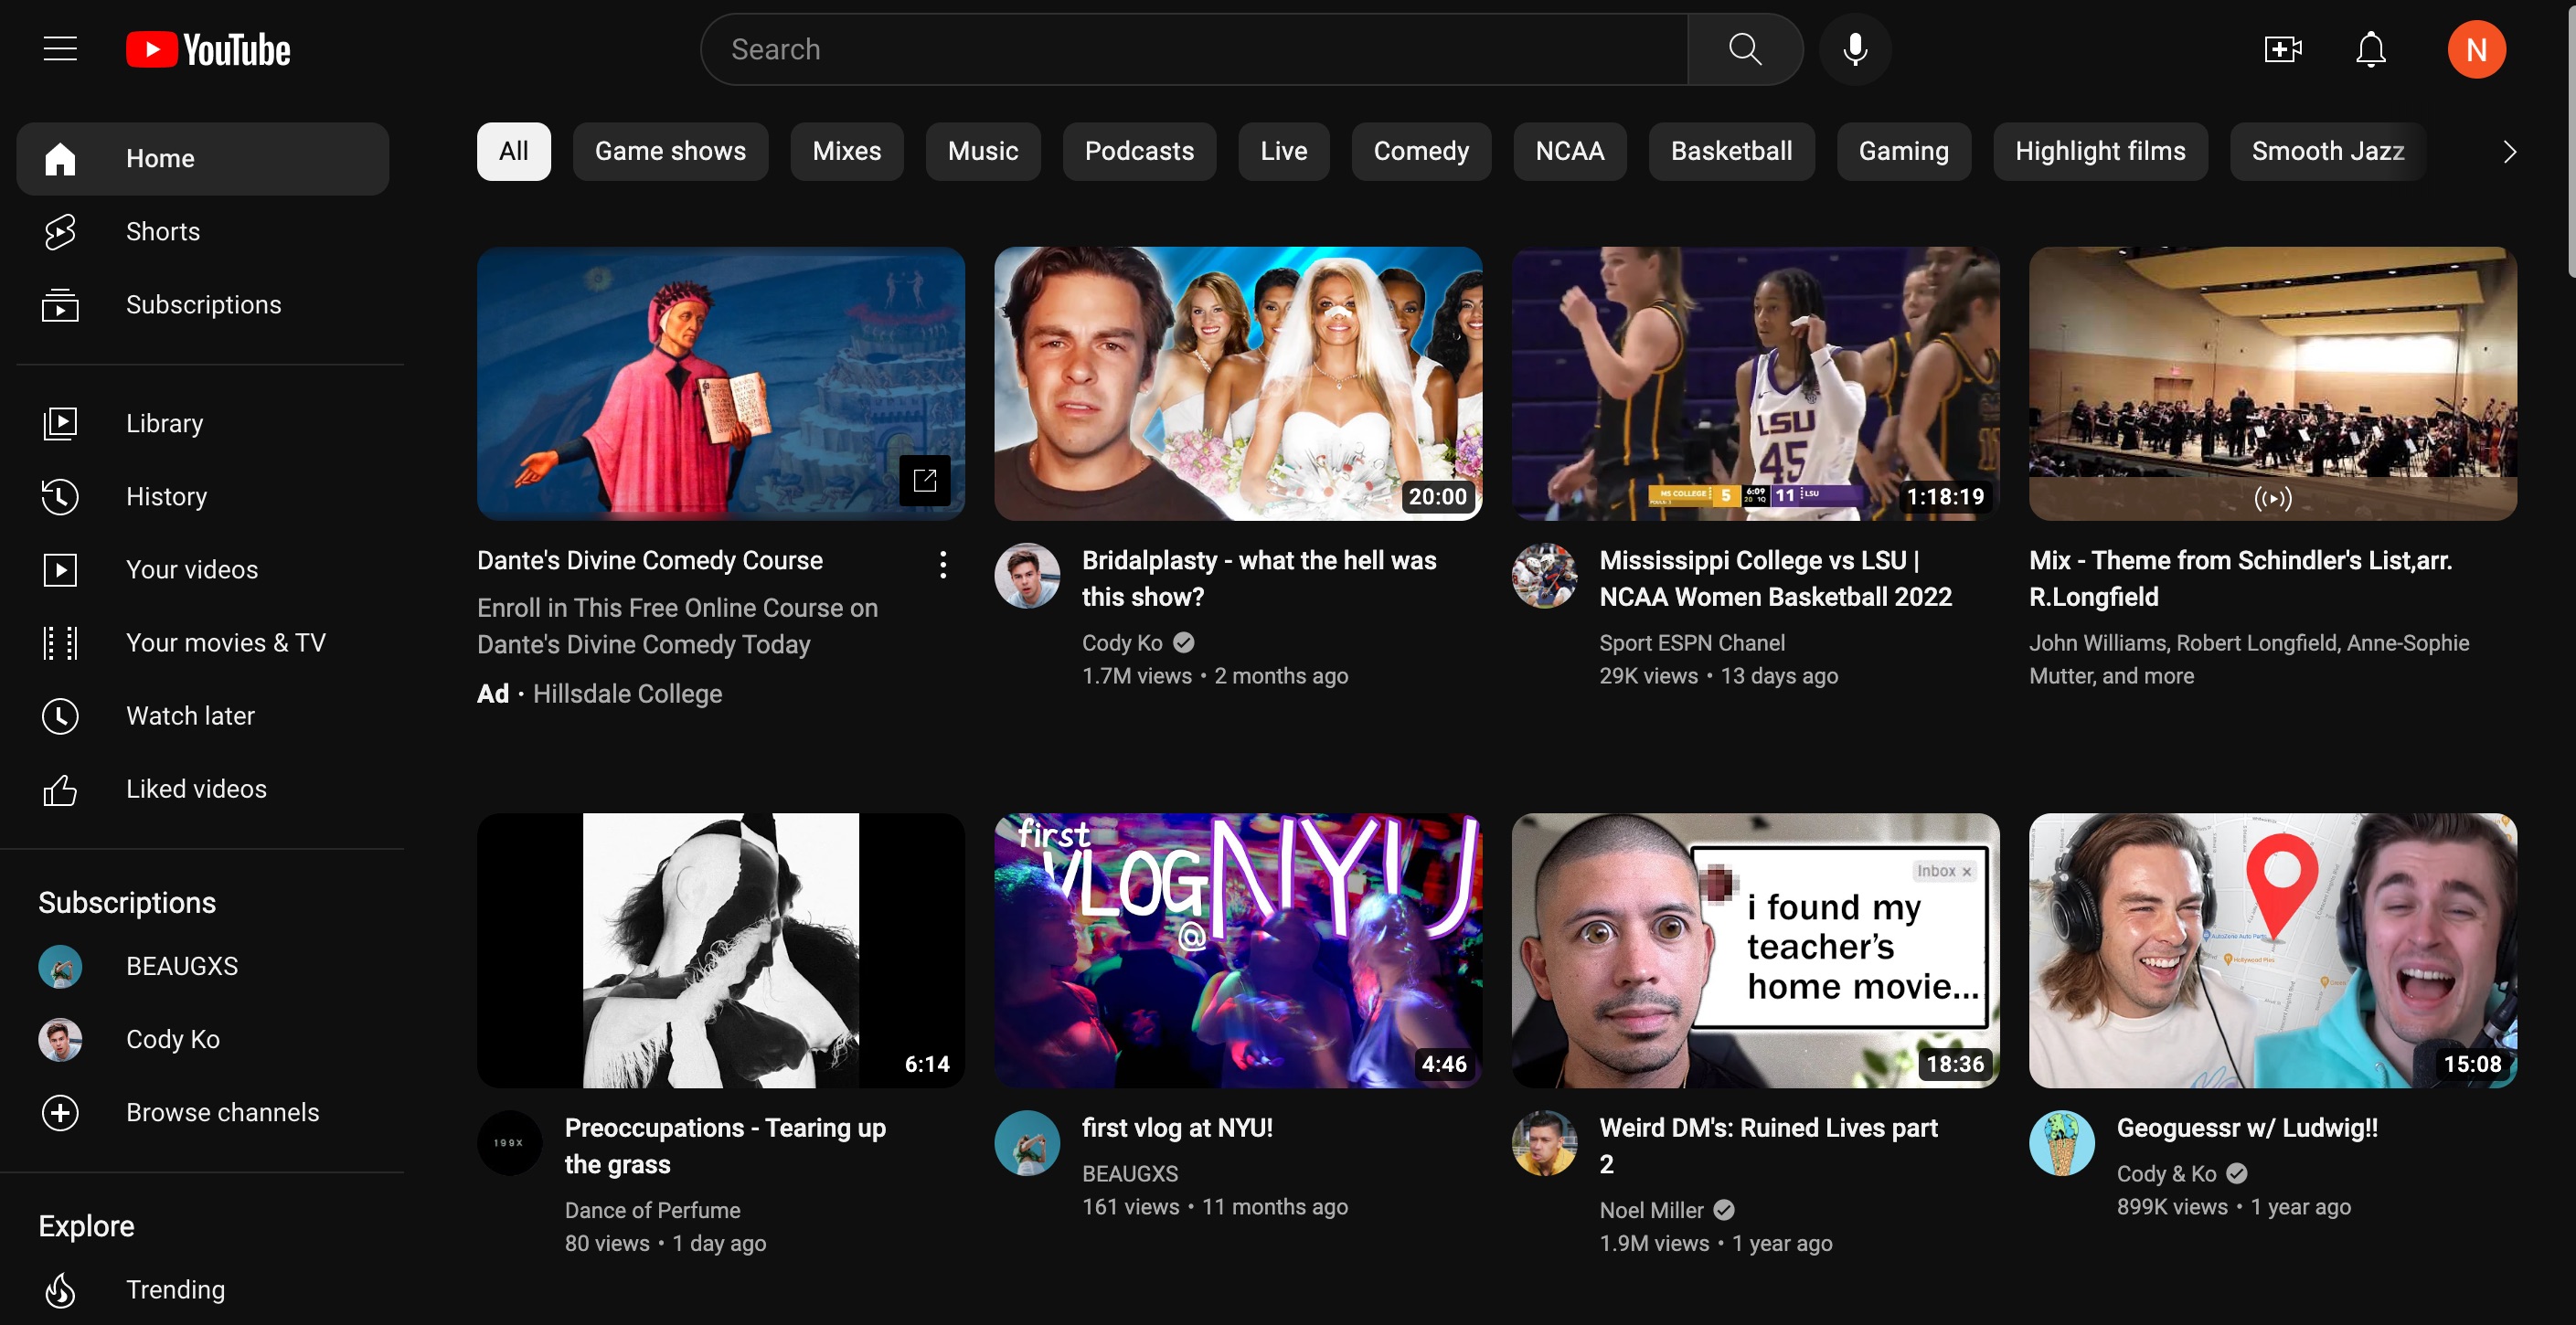 YouTube
Search
N
Home
Shorts
Subscriptions
Library
History
Your videos
Your movies & TV
Watch later
Liked videos
Subscriptions
BEAUGXS
Cody Ko
Browse channels
Explore
Trending
All
Game shows
Mixes
Music
Podcasts
Live
Comedy
NCAA
Basketball
Gaming
Highlight films
Smooth Jazz
Dante's Divine Comedy Course
Enroll in This Free Online Course on
Dante's Divine Comedy Today
Ad • Hillsdale College
20:00
Bridalplasty - what the hell was
this show?
Cody Ko
1.7M views • 2 months ago
LSU
45
MS COLLEGE 5 6:09 20 1Q 11 LSU
1:18:19
Mississippi College vs LSU |
NCAA Women Basketball 2022
Sport ESPN Chanel
29K views • 13 days ago
Mix - Theme from Schindler's List,arr.
R.Longfield
John Williams, Robert Longfield, Anne-Sophie
Mutter, and more
6:14
199X
Preoccupations - Tearing up
the grass
Dance of Perfume
80 views • 1 day ago
first
VLOG
@
NYU
4:46
first vlog at NYU!
BEAUGXS
161 views • 11 months ago
Inbox ×
i found my
teacher’s
home movie...
18:36
Weird DM's: Ruined Lives part
2
Noel Miller
1.9M views • 1 year ago
AutoZone Auto Parts
Hollywood Pies
15:08
Geoguessr w/ Ludwig!!
Cody & Ko
899K views • 1 year ago